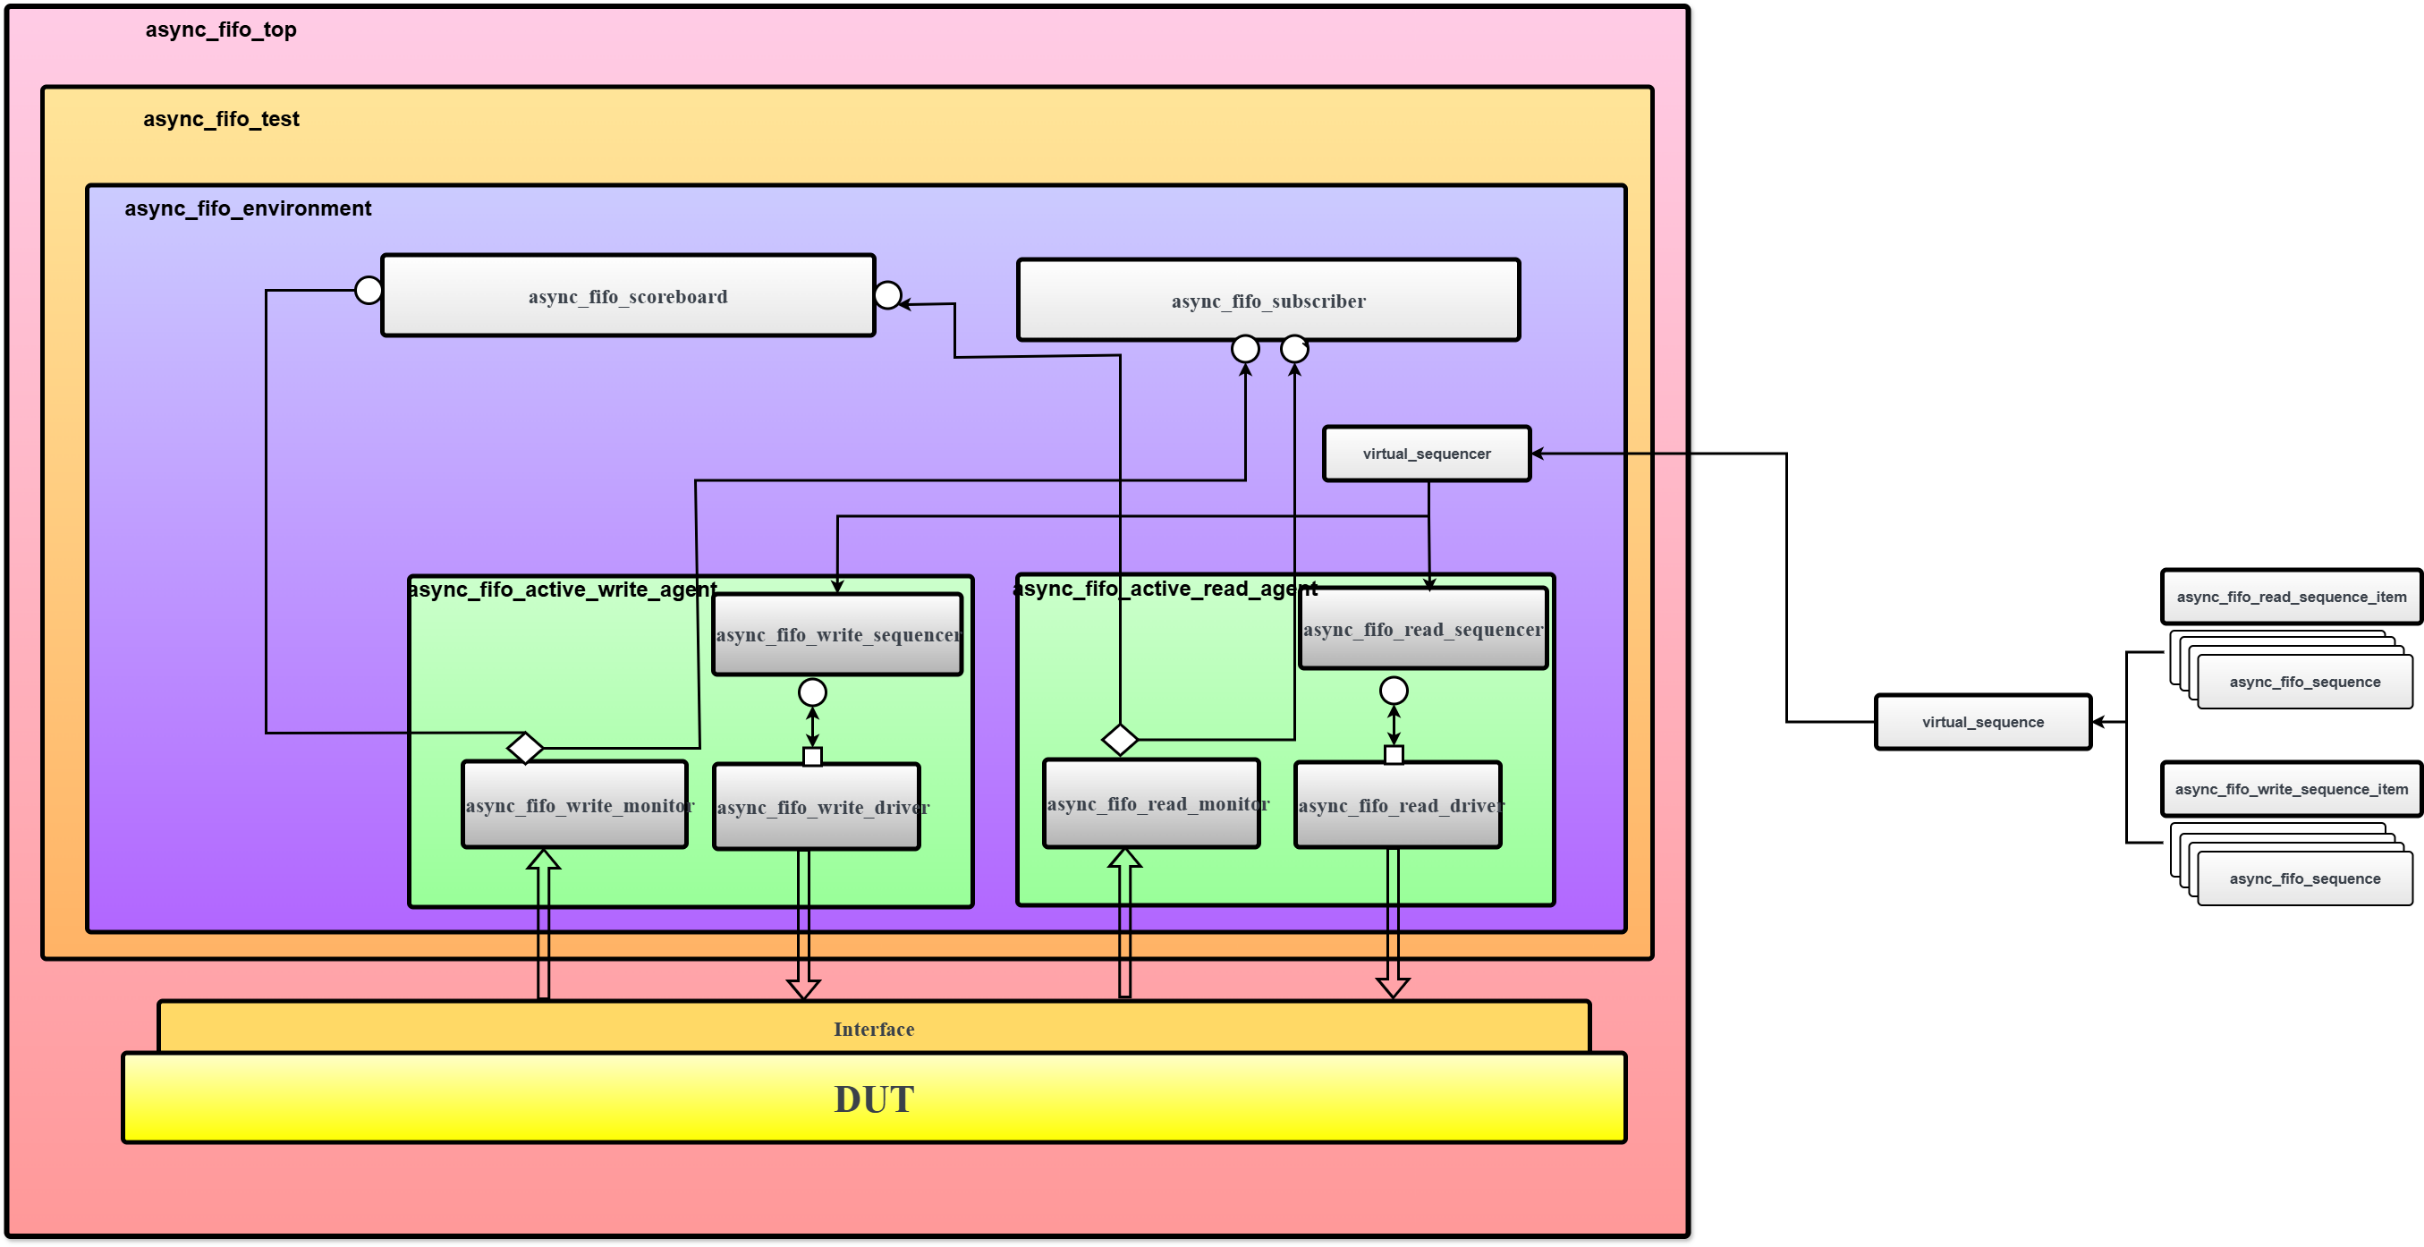 async_fifo_top
async_fifo_test
async_fifo_environment
async_fifo_scoreboard
async_fifo_subscriber
virtual_sequencer
async_fifo_active_write_agent
async_fifo_write_sequencer
async_fifo_write_monitor
async_fifo_write_driver
async_fifo_active_read_agent
async_fifo_read_sequencer
async_fifo_read_monitor
async_fifo_read_driver
Interface
DUT
virtual_sequence
async_fifo_read_sequence_item
async_fifo_sequence
async_fifo_write_sequence_item
async_fifo_sequence